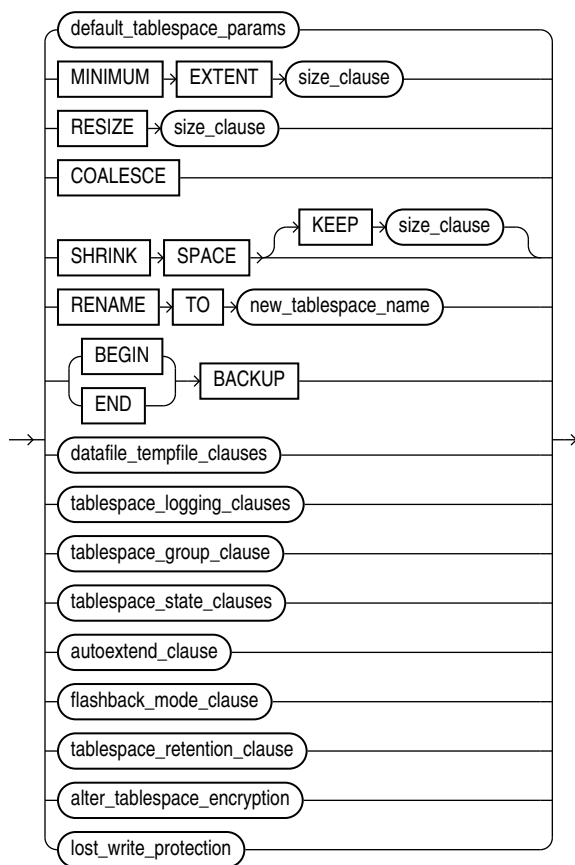 default_tablespace_params
MINIMUM EXTENT size_clause
RESIZE size_clause
COALESCE
KEEP size_clause
SHRINK SPACE
RENAME TO new_tablespace_name
BEGIN
BACKUP
END
datafile_tempfile_clauses
tablespace_logging_clauses
tablespace_group_clause
tablespace_state_clauses
autoextend_clause
flashback_mode_clause
tablespace_retention_clause
alter_tablespace_encryption
lost_write_protection